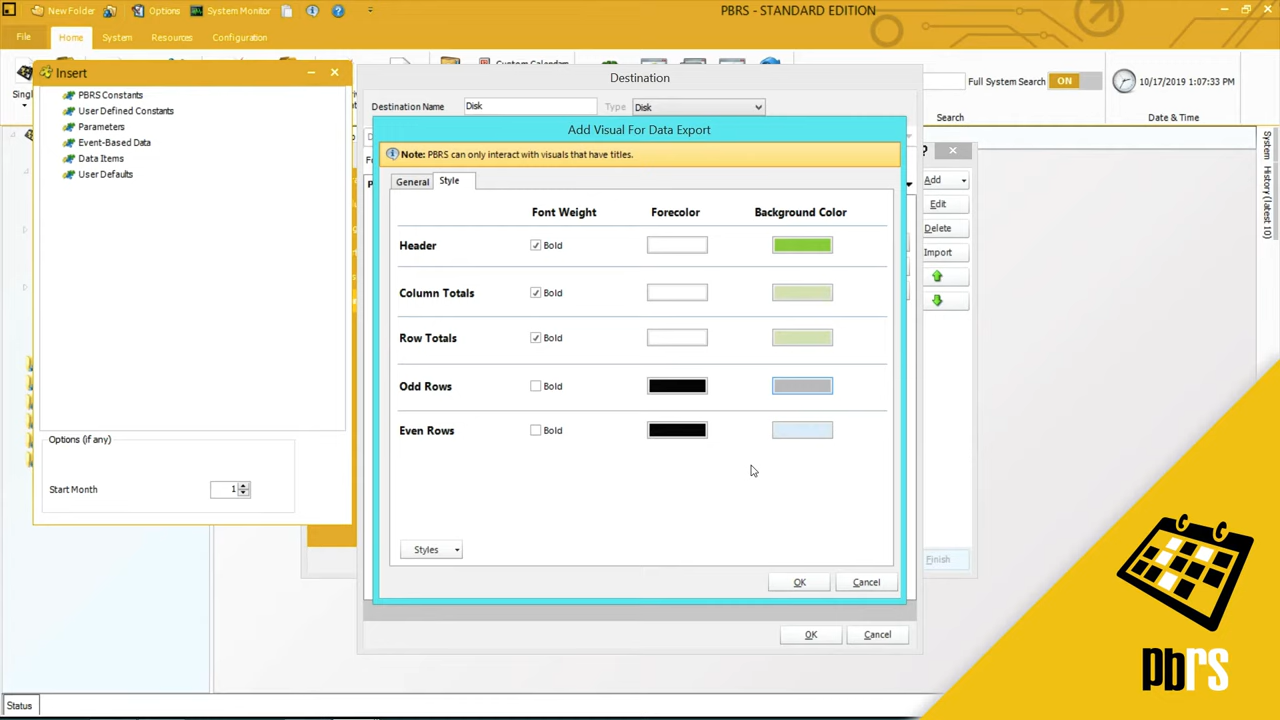 New Folder
Options
System Monitor
PBRS - STANDARD EDITION
File
Home
System
Resources
Configuration
Custom Calendar
Full System Search
ON
10/17/2019 1:07:33 PM
Search
Date & Time
Insert
PBRS Constants
User Defined Constants
Parameters
Event-Based Data
Data Items
User Defaults
Options (if any)
Start Month
1
Destination
Destination Name
Disk
Type
Disk
Add Visual For Data Export
Note: PBRS can only interact with visuals that have titles.
General
Style
Font Weight
Forecolor
Background Color
Header
Bold
Column Totals
Bold
Row Totals
Bold
Odd Rows
Bold
Even Rows
Bold
Styles
OK
Cancel
OK
Cancel
?
Add
Edit
Delete
Import
Finish
System History (latest 10)
Status
pbrs